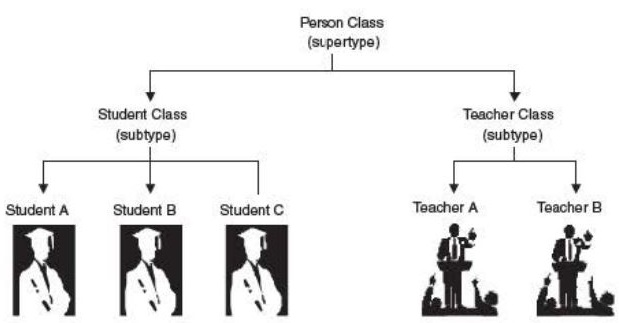 Person Class
(supertype)
Student Class
(subtype)
Teacher Class
(subtype)
Student A
Student B
Student C
Teacher A
Teacher B